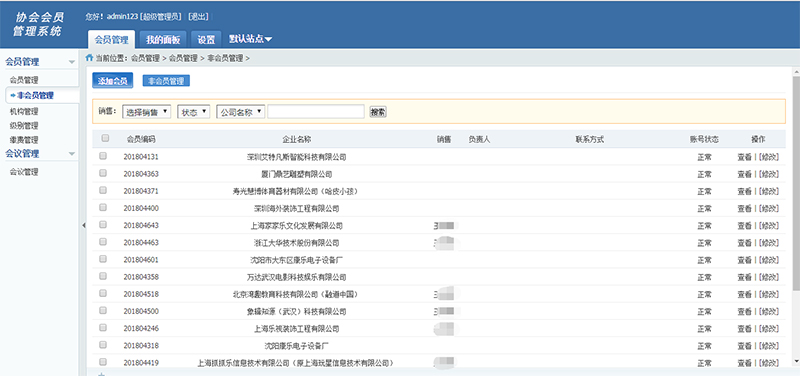 协会会员
管理系统
您好！admin123 [超级管理员] [退出]
会员管理 我的面板 设置 默认站点
会员管理
会员管理
非会员管理
机构管理
级别管理
缴费管理
会议管理
会议管理
当前位置：会员管理 > 会员管理 > 非会员管理 >
添加会员 非会员管理
销售： 选择销售 状态 公司名称 搜索
会员编码 企业名称 销售 负责人 联系方式 账号状态 操作
201804131 深圳艾特凡斯智能科技有限公司 正常 查看 | [修改]
201804363 厦门鼎艺雕塑有限公司 正常 查看 | [修改]
201804371 寿光慧博体育器材有限公司（哈皮小孩） 正常 查看 | [修改]
201804400 深圳海外装饰工程有限公司 正常 查看 | [修改]
201804643 上海家家乐文化发展有限公司 正常 查看 | [修改]
201804463 浙江大华技术股份有限公司 正常 查看 | [修改]
201804601 沈阳市大东区康乐电子设备厂 正常 查看 | [修改]
201804358 万达武汉电影科技娱乐有限公司 正常 查看 | [修改]
201804518 北京鸿趣教育科技有限公司（融道中国） 正常 查看 | [修改]
201804500 象辑知源（武汉）科技有限公司 正常 查看 | [修改]
201804246 上海乐视装饰工程有限公司 正常 查看 | [修改]
201804318 沈阳康乐电子设备厂 正常 查看 | [修改]
201804419 上海抓抓乐信息技术有限公司（原上海玩星信息技术有限公司） 正常 查看 | [修改]